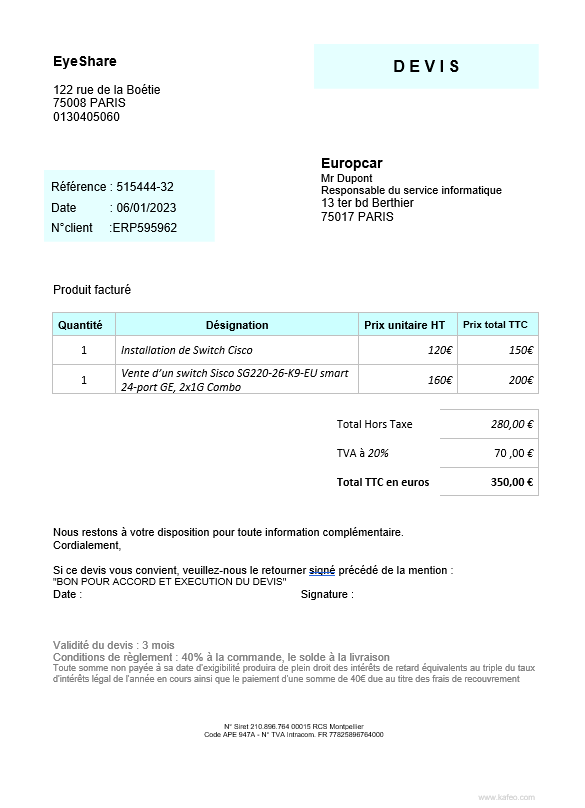 EyeShare
DEVIS
122 rue de la Boétie
75008 PARIS
0130405060
Europcar
Mr Dupont
Responsable du service informatique
13 ter bd Berthier
75017 PARIS
Référence : 515444-32
Date : 06/01/2023
N°client :ERP595962
Produit facturé
Quantité Désignation Prix unitaire HT Prix total TTC
1 Installation de Switch Cisco 120€ 150€
1 Vente d'un switch Sisco SG220-26-K9-EU smart 160€ 200€
24-port GE, 2x1G Combo
Total Hors Taxe 280,00 €
TVA à 20% 70 ,00 €
Total TTC en euros 350,00 €
Nous restons à votre disposition pour toute information complémentaire.
Cordialement,
Si ce devis vous convient, veuillez-nous le retourner signé précédé de la mention :
"BON POUR ACCORD ET EXECUTION DU DEVIS"
Date : Signature :
Validité du devis : 3 mois
Conditions de règlement : 40% à la commande, le solde à la livraison
Toute somme non payée à sa date d'exigibilité produira de plein droit des intérêts de retard équivalents au triple du taux
d'intérêts légal de l'année en cours ainsi que le paiement d'une somme de 40€ due au titre des frais de recouvrement
N° Siret 210.896.764 00015 RCS Montpellier
Code APE 947A - N° TVA Intracom. FR 77825896764000
www.kafeo.com